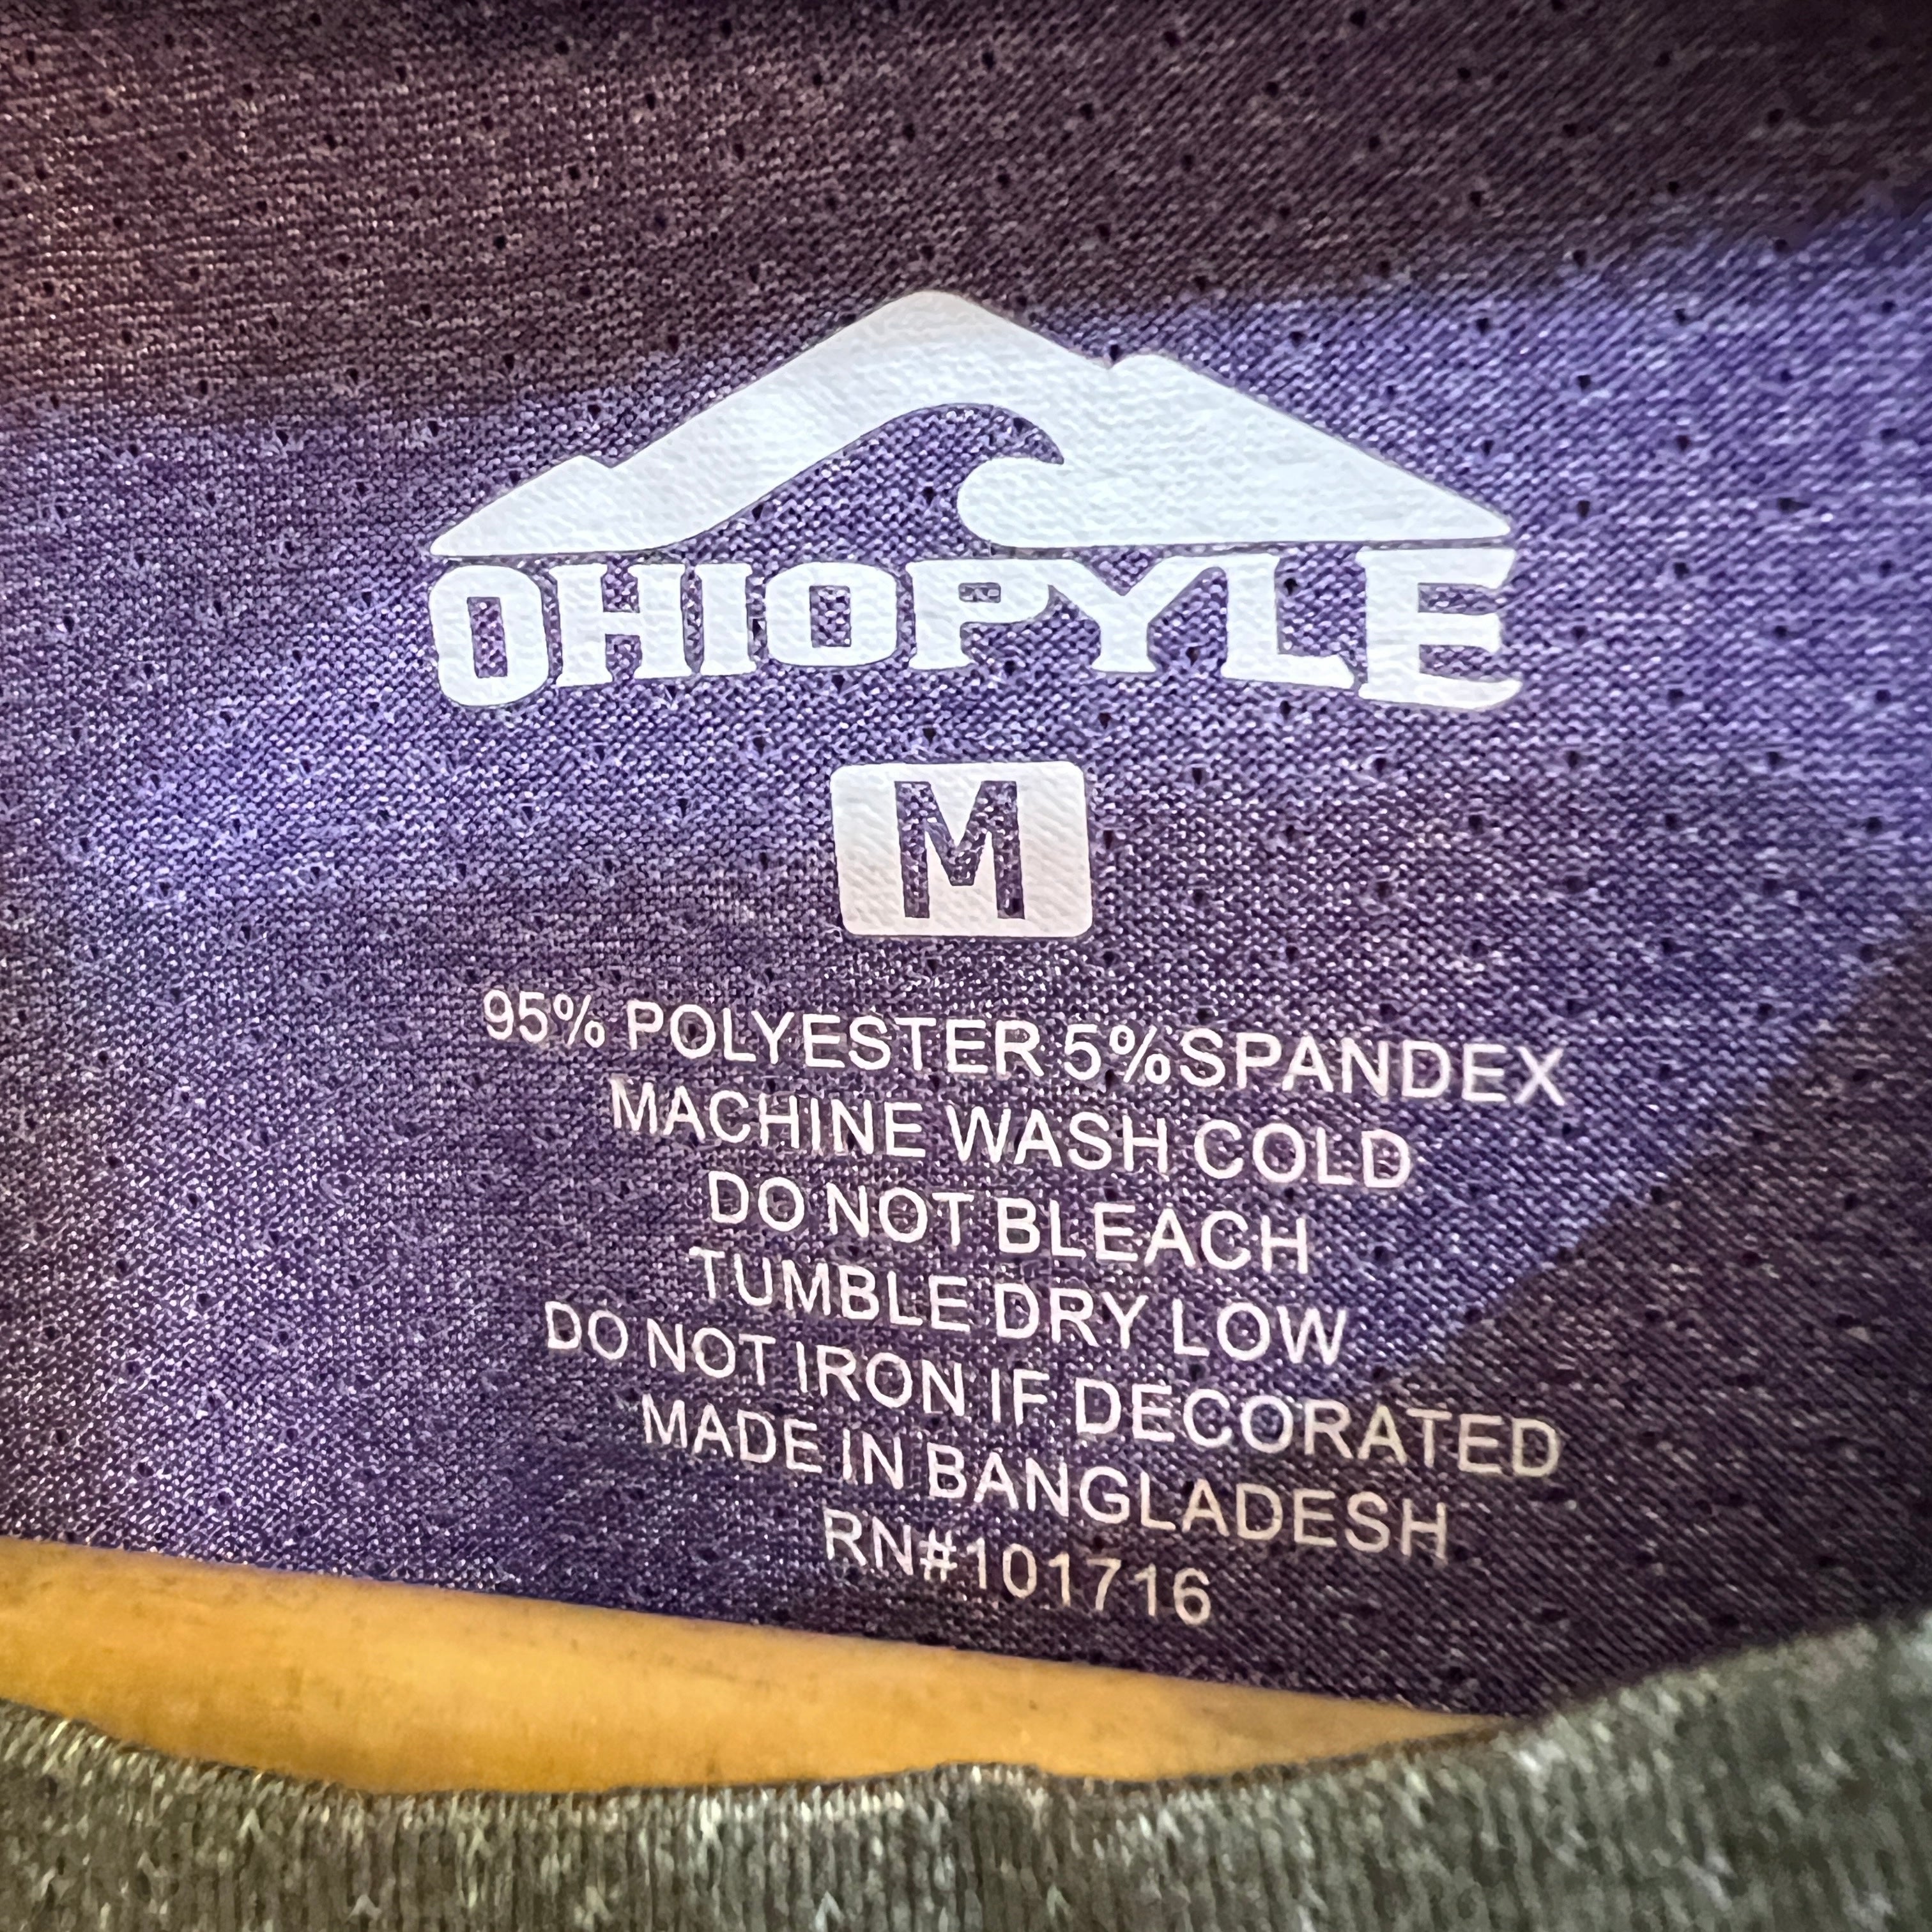 OHIOPYLE
M
95% POLYESTER 5%SPANDEX
MACHINE WASH COLD
DO NOT BLEACH
TUMBLE DRY LOW
DO NOT IRON IF DECORATED
MADE IN BANGLADESH
RN#101716